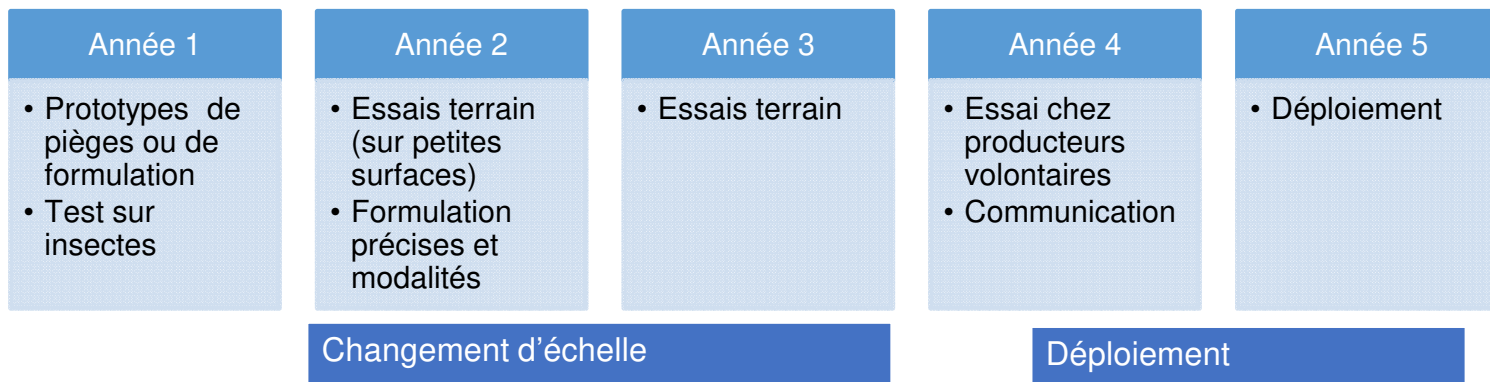 Année 1
• Prototypes de
pièges ou de
formulation
• Test sur
insectes
Année 2
• Essais terrain
(sur petites
surfaces)
• Formulation
précises et
modalités
Année 3
• Essais terrain
Année 4
• Essai chez
producteurs
volontaires
• Communication
Année 5
• Déploiement
Changement d'échelle
Déploiement